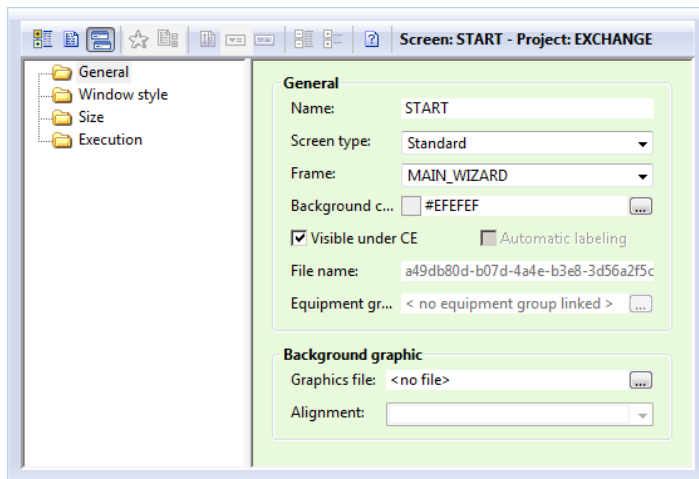 Screen: START - Project: EXCHANGE
General
Window style
Size
Execution
General
Name: START
Screen type: Standard
Frame: MAIN_WIZARD
Background c... #EFEFEF ...
Visible under CE Automatic labeling
File name: a49db80d-b07d-4a4e-b3e8-3d56a2f5c
Equipment gr... < no equipment group linked > ...
Background graphic
Graphics file: <no file> ...
Alignment: